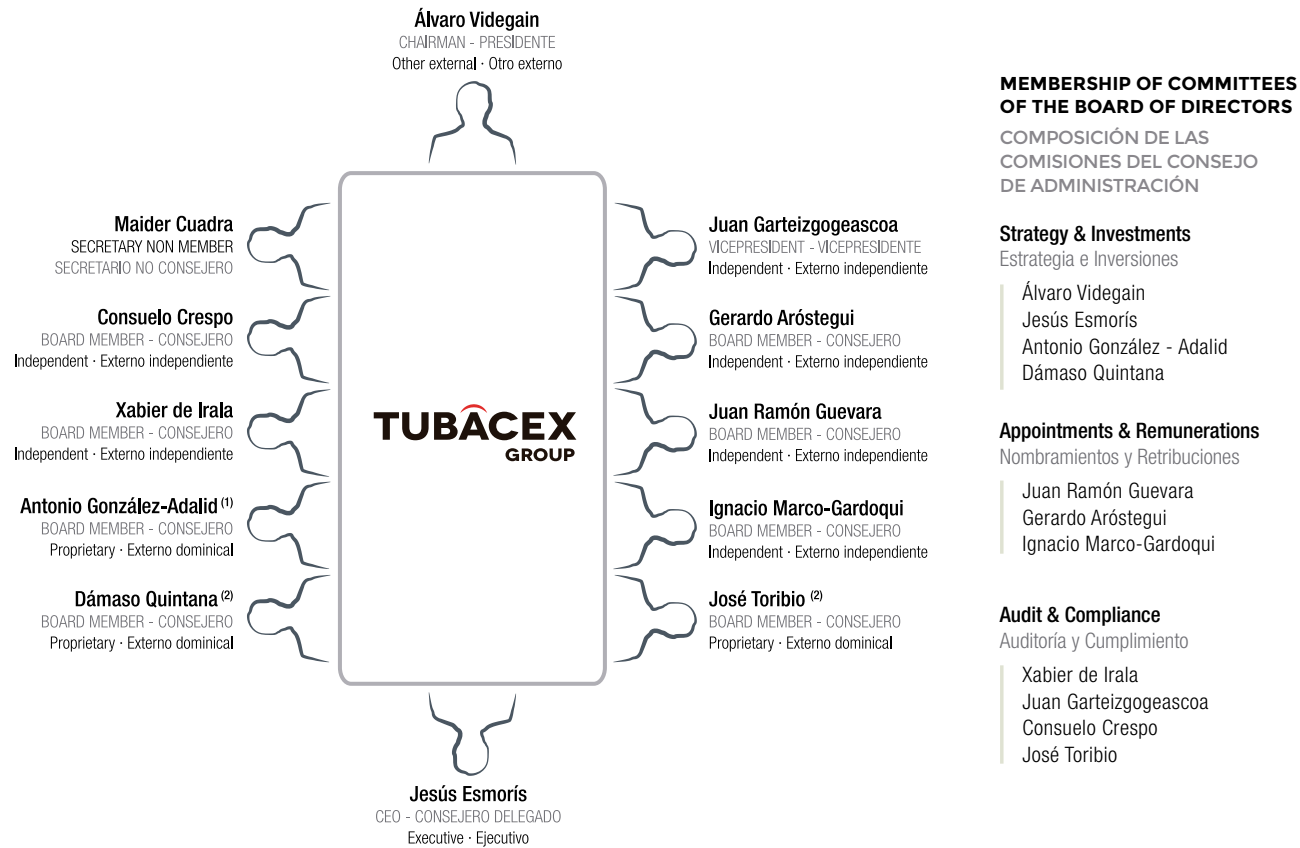 Álvaro Videgain
CHAIRMAN - PRESIDENTE
Other external · Otro externo
Maider Cuadra
SECRETARY NON MEMBER
SECRETARIO NO CONSEJERO
Consuelo Crespo
BOARD MEMBER - CONSEJERO
Independent · Externo independiente
Xabier de Irala
BOARD MEMBER - CONSEJERO
Independent · Externo independiente
Antonio González-Adalid (1)
BOARD MEMBER - CONSEJERO
Proprietary · Externo dominical
Dámaso Quintana (2)
BOARD MEMBER - CONSEJERO
Proprietary · Externo dominical
TUBACEX
GROUP
Juan Garteizgogeascoa
VICEPRESIDENT - VICEPRESIDENTE
Independent · Externo independiente
Gerardo Aróstegui
BOARD MEMBER - CONSEJERO
Independent · Externo independiente
Juan Ramón Guevara
BOARD MEMBER - CONSEJERO
Independent · Externo independiente
Ignacio Marco-Gardoqui
BOARD MEMBER - CONSEJERO
Independent · Externo independiente
José Toribio (2)
BOARD MEMBER - CONSEJERO
Proprietary · Externo dominical
Jesús Esmorís
CEO - CONSEJERO DELEGADO
Executive · Ejecutivo
MEMBERSHIP OF COMMITTEES
OF THE BOARD OF DIRECTORS
COMPOSICIÓN DE LAS
COMISIONES DEL CONSEJO
DE ADMINISTRACIÓN
Strategy & Investments
Estrategia e Inversiones
Álvaro Videgain
Jesús Esmorís
Antonio González - Adalid
Dámaso Quintana
Appointments & Remunerations
Nombramientos y Retribuciones
Juan Ramón Guevara
Gerardo Aróstegui
Ignacio Marco-Gardoqui
Audit & Compliance
Auditoría y Cumplimiento
Xabier de Irala
Juan Garteizgogeascoa
Consuelo Crespo
José Toribio